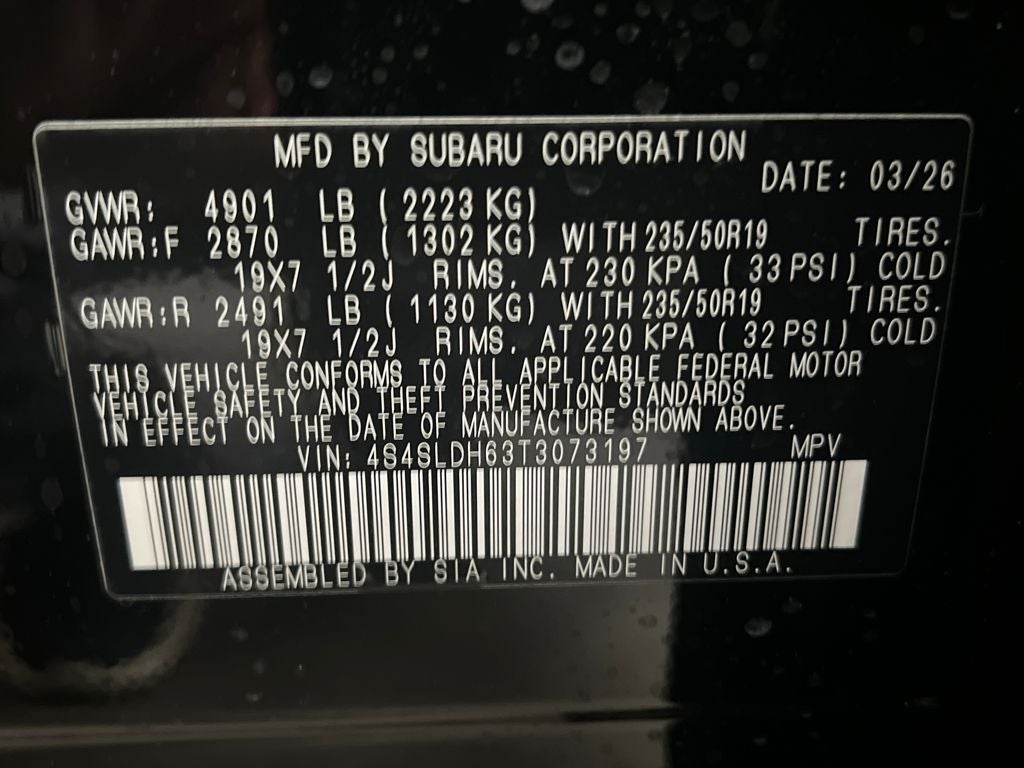 MFD BY SUBARU CORPORATION
DATE: 03/26
GVWR: 4901 LB ( 2223 KG)
GAWR:F 2870 LB ( 1302 KG) WITH 235/50R19 TIRES.
19X7 1/2J RIMS. AT 230 KPA ( 33 PSI) COLD
GAWR:R 2491 LB ( 1130 KG) WITH 235/50R19 TIRES.
19X7 1/2J RIMS. AT 220 KPA ( 32 PSI) COLD
THIS VEHICLE CONFORMS TO ALL APPLICABLE FEDERAL MOTOR
VEHICLE SAFETY AND THEFT PREVENTION STANDARDS
IN EFFECT ON THE DATE OF MANUFACTURE SHOWN ABOVE.
VIN: 4S4SLDH63T3073197 MPV
ASSEMBLED BY SIA INC. MADE IN U.S.A.